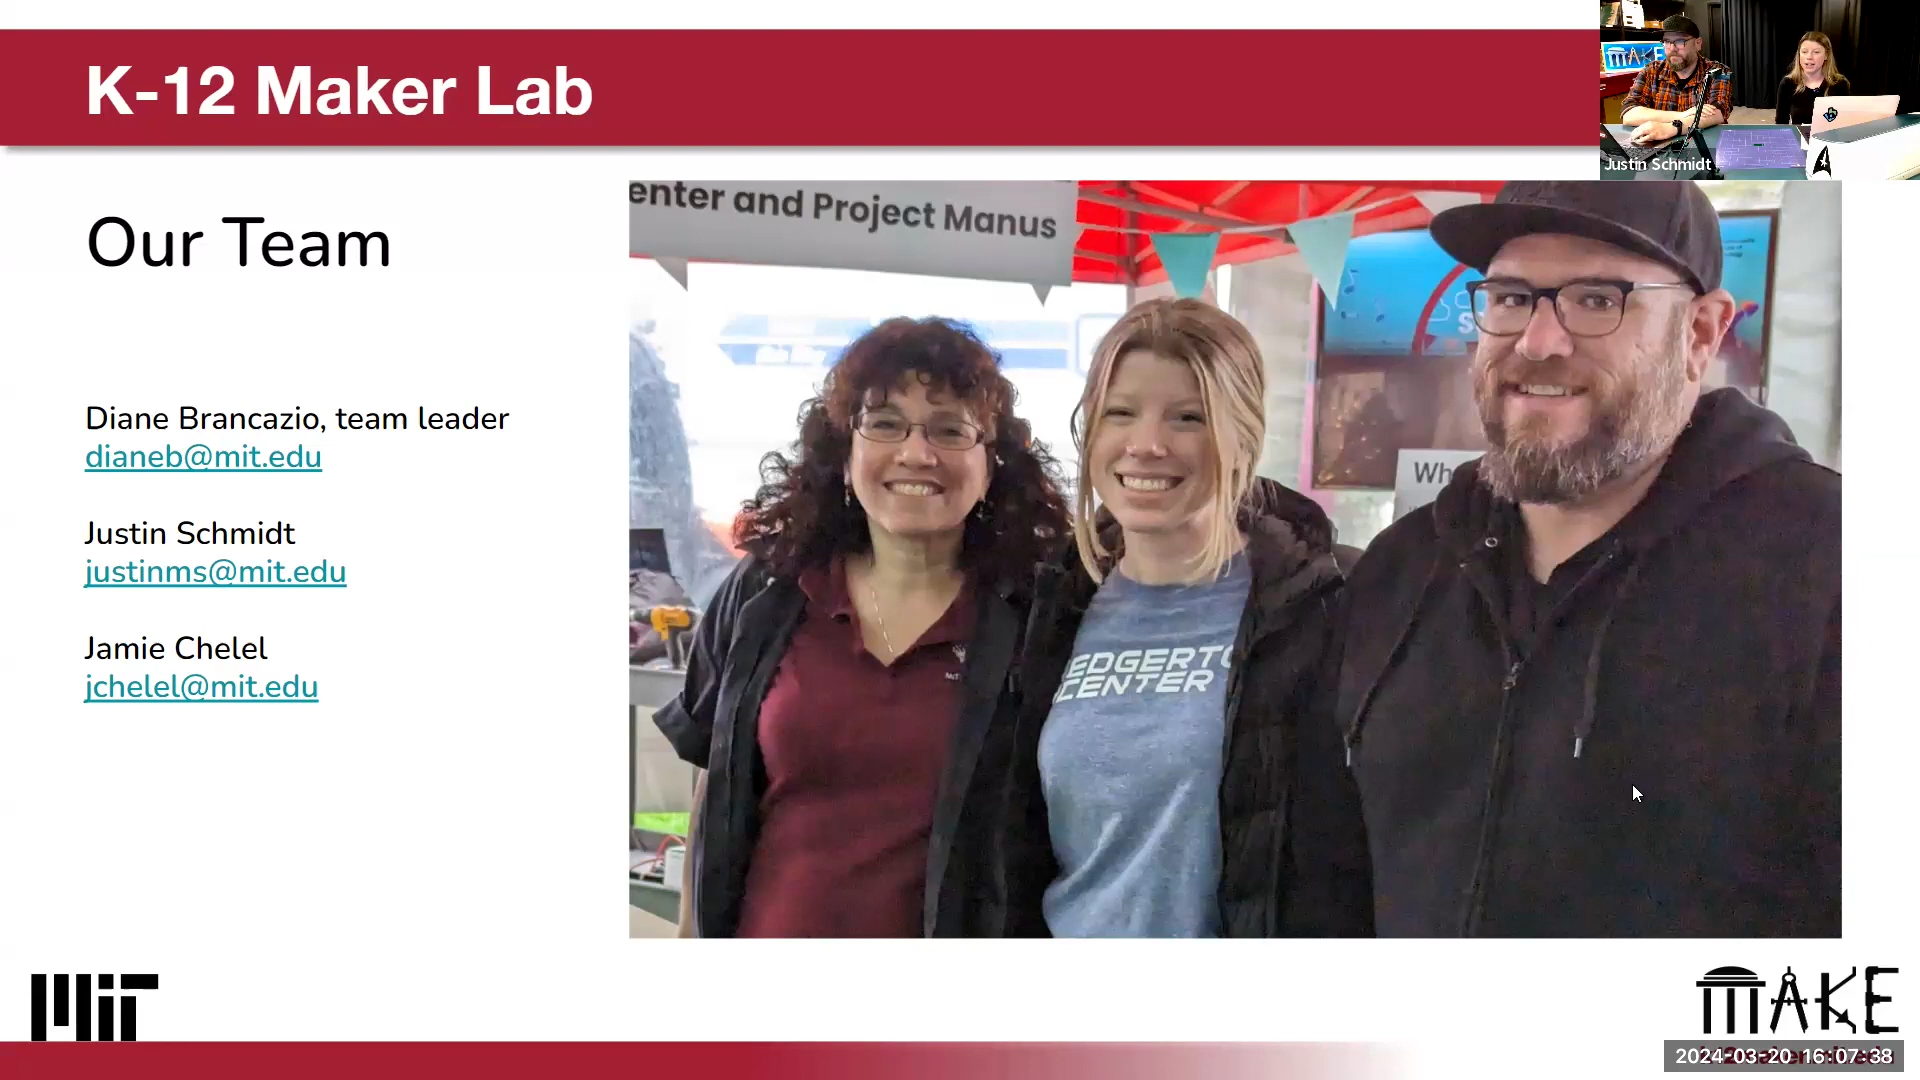 K-12 Maker Lab
MAKE
Justin Schmidt
Our Team
enter and Project Manus
Diane Brancazio, team leader
dianeb@mit.edu
Justin Schmidt
justinms@mit.edu
Jamie Chelel
jchelel@mit.edu
Wh
EDGERTO
CENTER
MIT
MIT
MAKE
2024-03-20 16:07:38